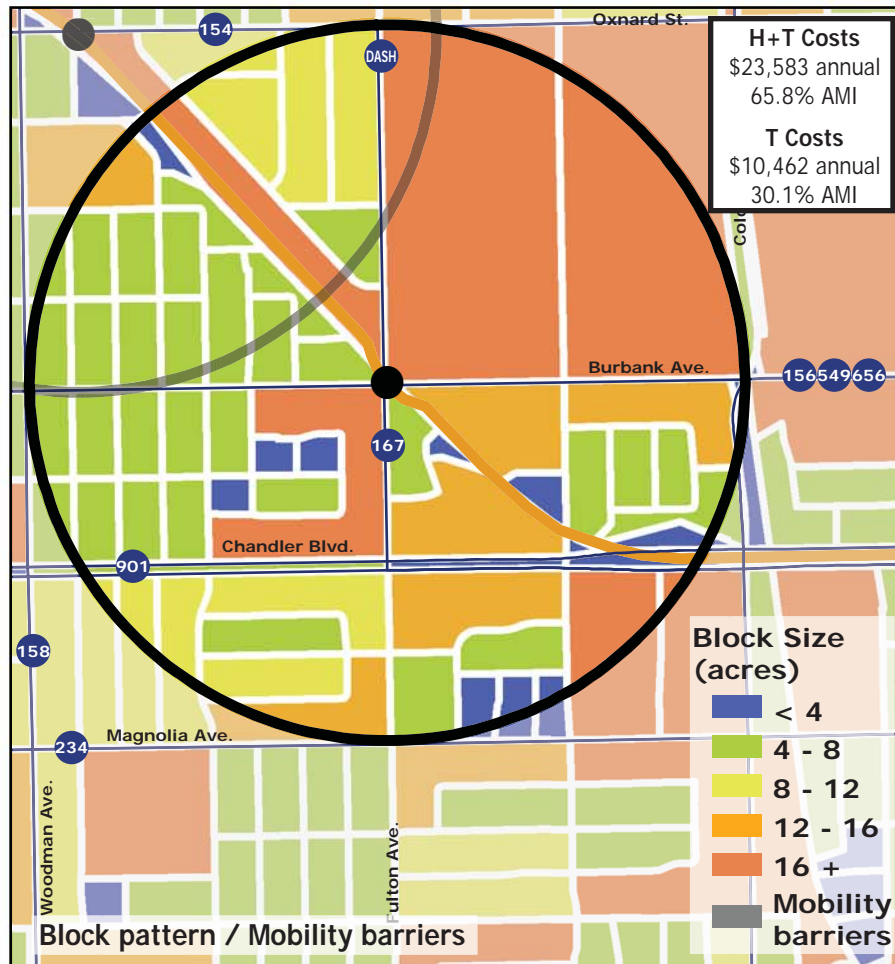 Oxnard St.
H+T Costs
$23,583 annual
65.8% AMI
T Costs
$10,462 annual
30.1% AMI
154
DASH
Burbank Ave.
156 549 656
167
Chandler Blvd.
901
158
Magnolia Ave.
234
Woodman Ave.
Fulton Ave.
Block Size
(acres)
< 4
4 - 8
8 - 12
12 - 16
16 +
Mobility
barriers
Block pattern / Mobility barriers